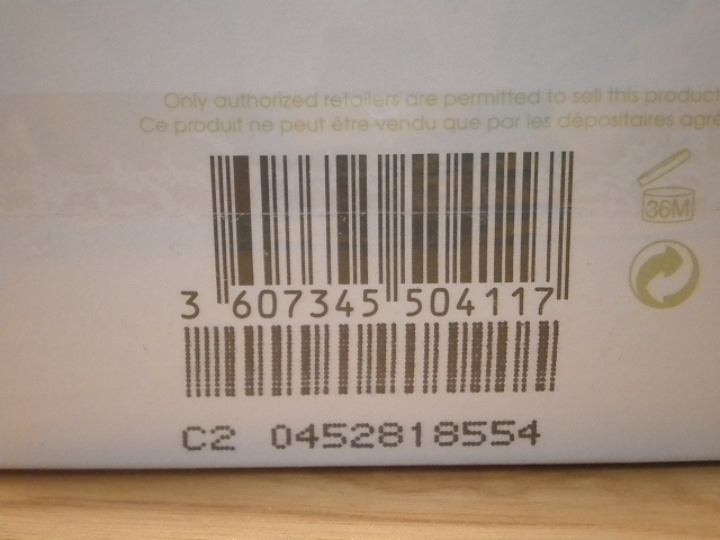 Only authorized retailers are permitted to sell this product
Ce produit ne peut être vendu que par les dépositaires agré
36M
3 607345 504117
C2 0452818554